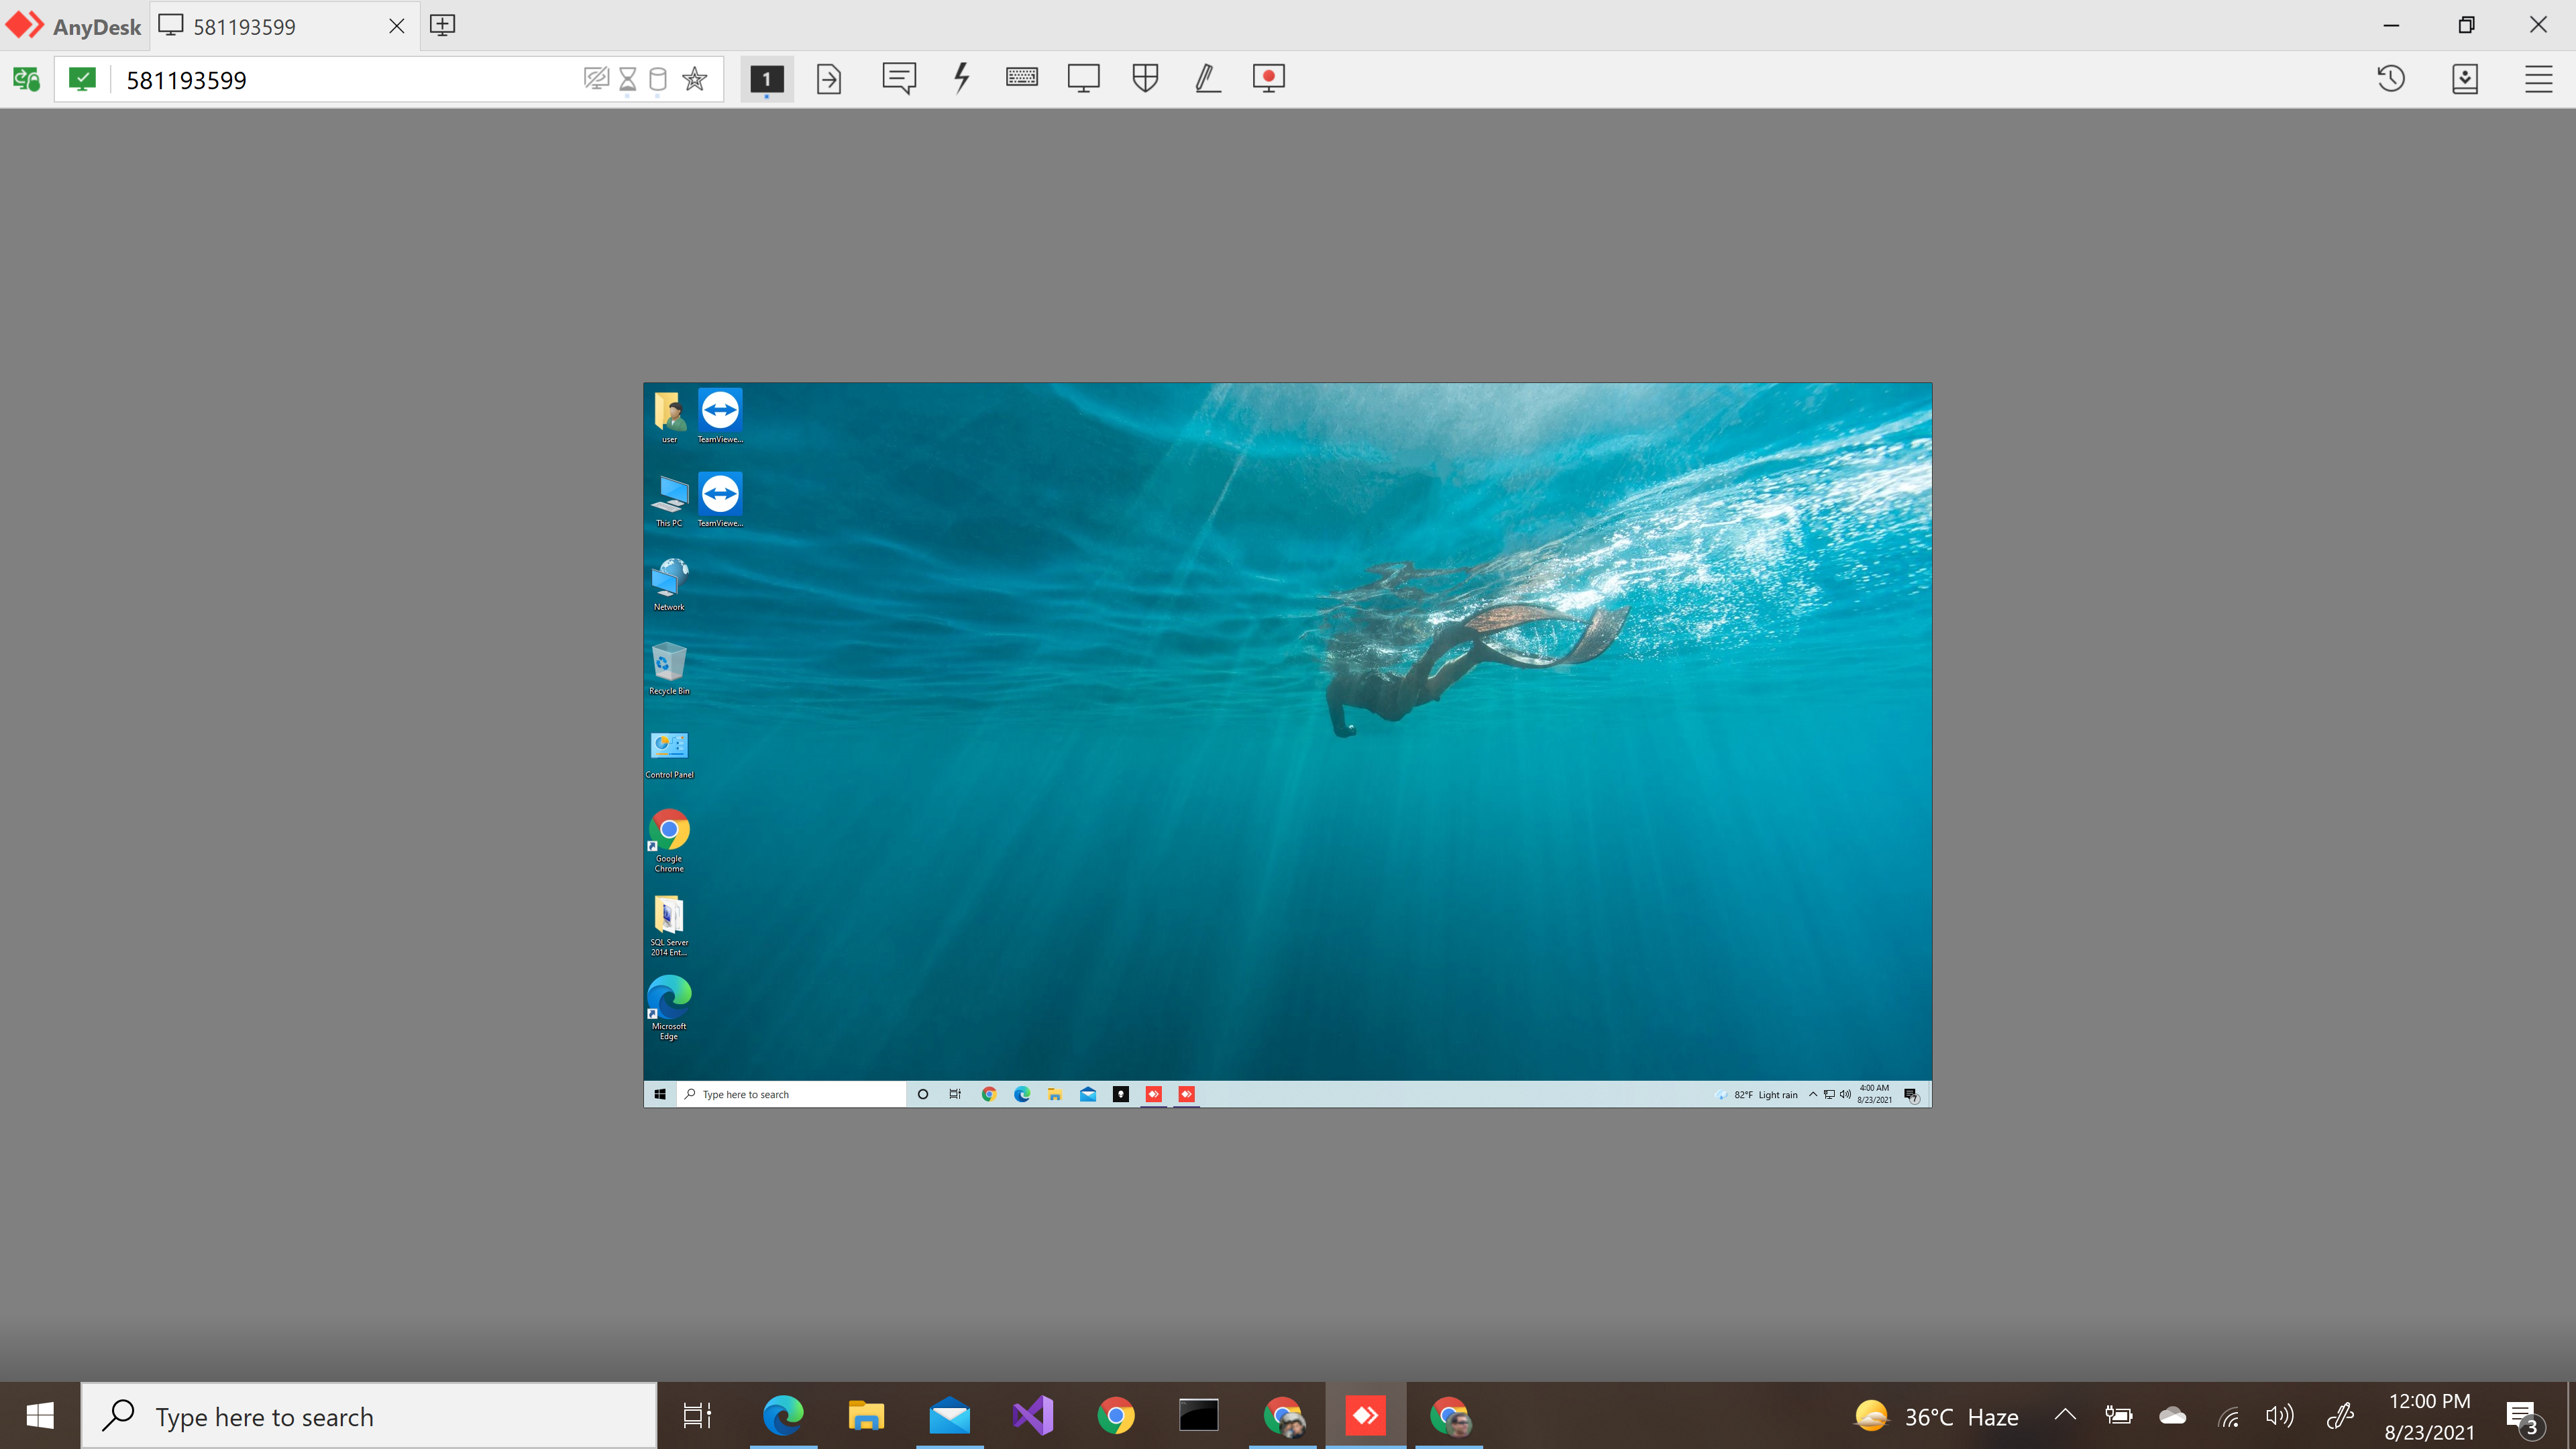 AnyDesk
581193599
581193599
1
user
TeamViewe...
This PC
TeamViewe...
Network
Recycle Bin
Control Panel
Google
Chrome
SQL Server
2014 Ent...
Microsoft
Edge
Type here to search
82°F Light rain
4:00 AM
8/23/2021
7
Type here to search
36°C Haze
12:00 PM
8/23/2021
3